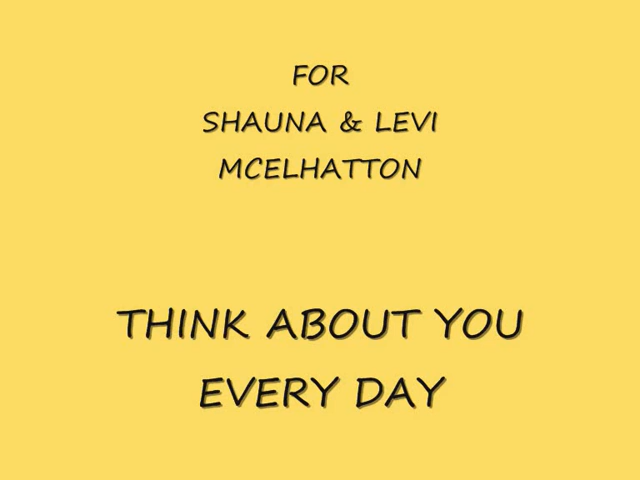 FOR
SHAUNA & LEVI
MCELHATTON
THINK ABOUT YOU
EVERY DAY